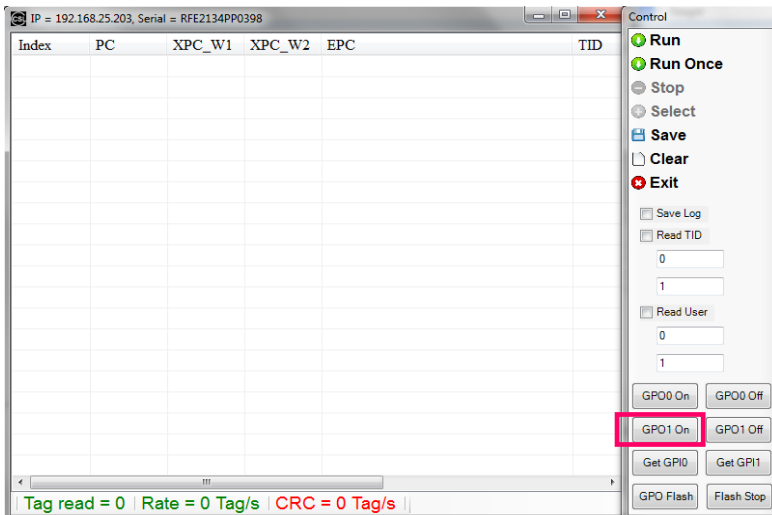 CSL IP = 192.168.25.203, Serial = RFE2134PP0398
Index PC XPC_W1 XPC_W2 EPC TID
Tag read = 0 Rate = 0 Tag/s CRC = 0 Tag/s
Control
Run
Run Once
Stop
Select
Save
Clear
Exit
Save Log
Read TID
0
1
Read User
0
1
GPO0 On GPO0 Off
GPO1 On GPO1 Off
Get GPI0 Get GPI1
GPO Flash Flash Stop